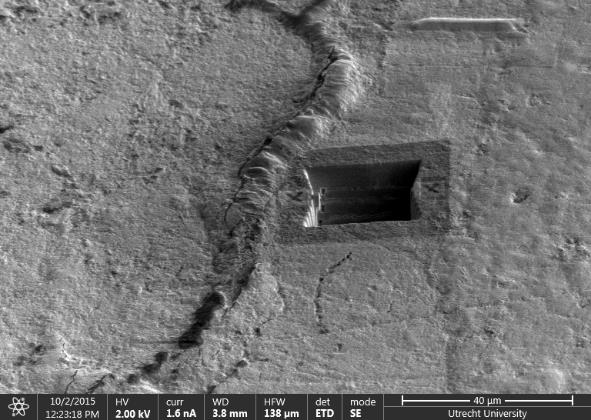 10/2/2015 HV curr WD HFW det mode 40 µm
12:23:18 PM 2.00 kV 1.6 nA 3.8 mm 138 µm ETD SE Utrecht University